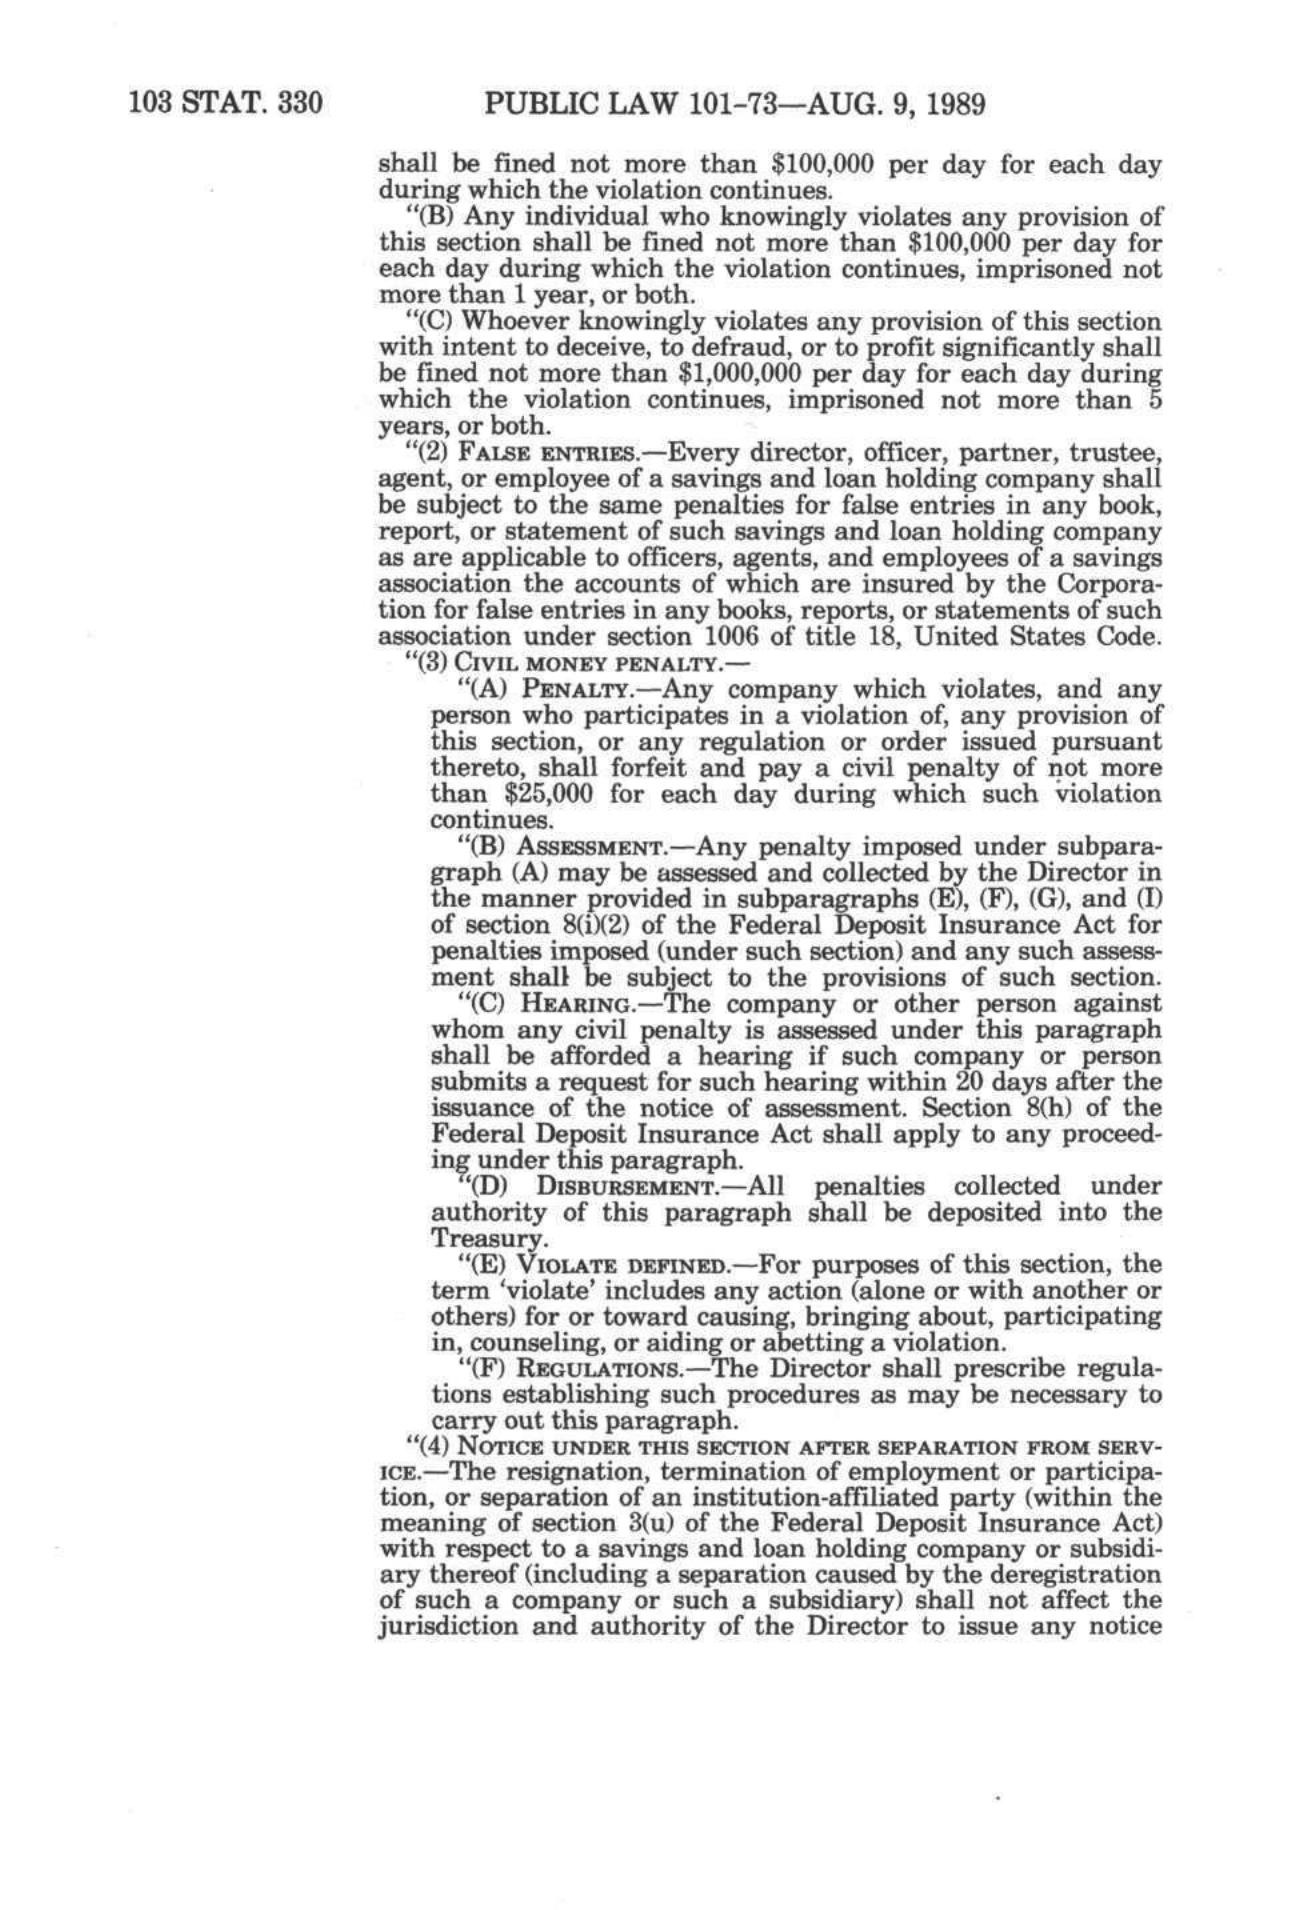 103 STAT. 330
PUBLIC LAW 101-73—AUG. 9, 1989
shall be fined not more than $100,000 per day for each day
during which the violation continues.
“(B) Any individual who knowingly violates any provision of
this section shall be fined not more than $100,000 per day for
each day during which the violation continues, imprisoned not
more than 1 year, or both.
“(C) Whoever knowingly violates any provision of this section
with intent to deceive, to defraud, or to profit significantly shall
be fined not more than $1,000,000 per day for each day during
which the violation continues, imprisoned not more than 5
years, or both.
“(2) FALSE ENTRIES.—Every director, officer, partner, trustee,
agent, or employee of a savings and loan holding company shall
be subject to the same penalties for false entries in any book,
report, or statement of such savings and loan holding company
as are applicable to officers, agents, and employees of a savings
association the accounts of which are insured by the Corpora-
tion for false entries in any books, reports, or statements of such
association under section 1006 of title 18, United States Code.
“(3) CIVIL MONEY PENALTY.—
“(A) PENALTY.—Any company which violates, and any
person who participates in a violation of, any provision of
this section, or any regulation or order issued pursuant
thereto, shall forfeit and pay a civil penalty of not more
than $25,000 for each day during which such violation
continues.
“(B) ASSESSMENT.—Any penalty imposed under subpara-
graph (A) may be assessed and collected by the Director in
the manner provided in subparagraphs (E), (F), (G), and (I)
of section 8(i)(2) of the Federal Deposit Insurance Act for
penalties imposed (under such section) and any such assess-
ment shall be subject to the provisions of such section.
“(C) HEARING.—The company or other person against
whom any civil penalty is assessed under this paragraph
shall be afforded a hearing if such company or person
submits a request for such hearing within 20 days after the
issuance of the notice of assessment. Section 8(h) of the
Federal Deposit Insurance Act shall apply to any proceed-
ing under this paragraph.
“(D) DISBURSEMENT.—All penalties collected under
authority of this paragraph shall be deposited into the
Treasury.
“(E) VIOLATE DEFINED.—For purposes of this section, the
term ‘violate’ includes any action (alone or with another or
others) for or toward causing, bringing about, participating
in, counseling, or aiding or abetting a violation.
“(F) REGULATIONS.—The Director shall prescribe regula-
tions establishing such procedures as may be necessary to
carry out this paragraph.
“(4) NOTICE UNDER THIS SECTION AFTER SEPARATION FROM SERV-
ICE.—The resignation, termination of employment or participa-
tion, or separation of an institution-affiliated party (within the
meaning of section 3(u) of the Federal Deposit Insurance Act)
with respect to a savings and loan holding company or subsidi-
ary thereof (including a separation caused by the deregistration
of such a company or such a subsidiary) shall not affect the
jurisdiction and authority of the Director to issue any notice